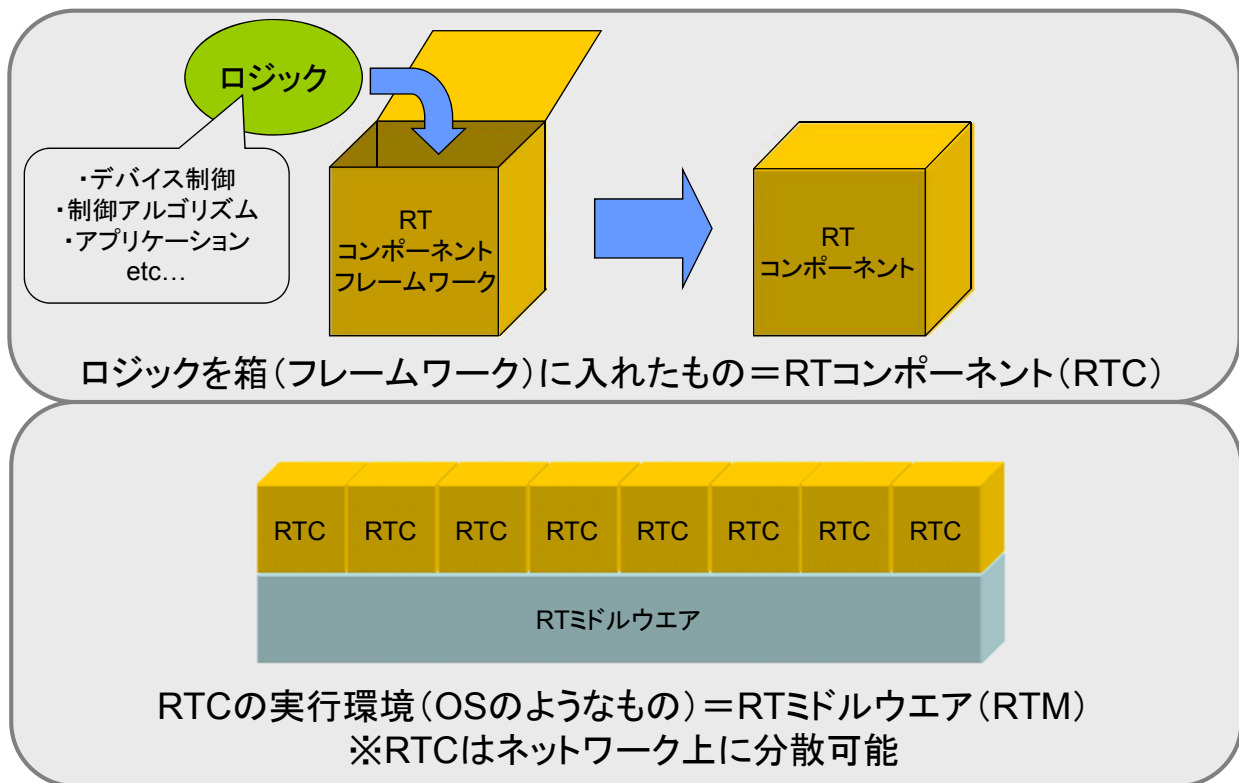 ロジック
・デバイス制御
・制御アルゴリズム
・アプリケーション
etc…
RT
コンポーネント
フレームワーク
RT
コンポーネント
ロジックを箱（フレームワーク）に入れたもの＝RTコンポーネント（RTC）
RTC RTC RTC RTC RTC RTC RTC RTC
RTミドルウエア
RTCの実行環境（OSのようなもの）＝RTミドルウエア（RTM）
※RTCはネットワーク上に分散可能